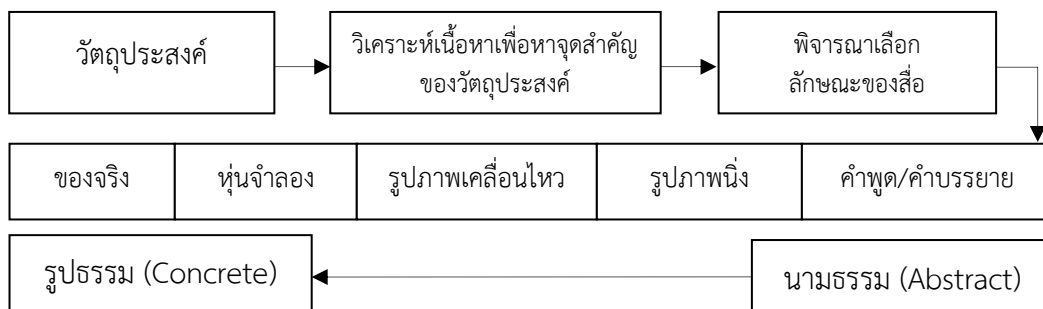 วัตถุประสงค์
วิเคราะห์เนื้อหาเพื่อหาจุดสำคัญ
ของวัตถุประสงค์
พิจารณาเลือก
ลักษณะของสื่อ
ของจริง
หุ่นจำลอง
รูปภาพเคลื่อนไหว
รูปภาพนิ่ง
คำพูด/คำบรรยาย
รูปธรรม (Concrete)
นามธรรม (Abstract)